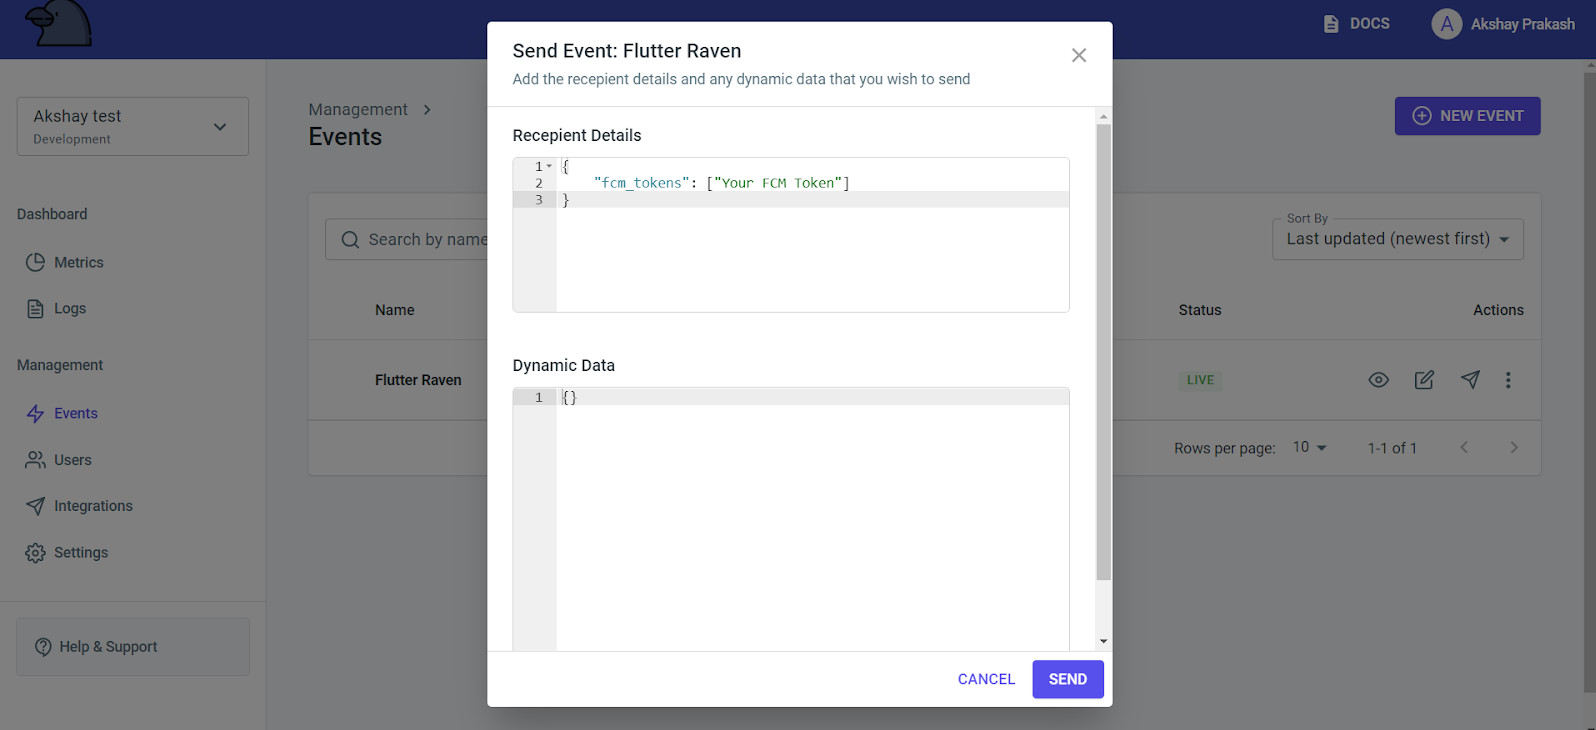 DOCS
A
Akshay Prakash
Akshay test
Development
Dashboard
Metrics
Logs
Management
Events
Users
Integrations
Settings
Help & Support
Management
Events
NEW EVENT
Search by name
Sort By
Last updated (newest first)
Name
Status
Actions
Flutter Raven
LIVE
Rows per page:
10
1-1 of 1
Send Event: Flutter Raven
Add the recepient details and any dynamic data that you wish to send
Recepient Details
1 {
2 "fcm_tokens": ["Your FCM Token"]
3 }
Dynamic Data
1 {}
CANCEL
SEND